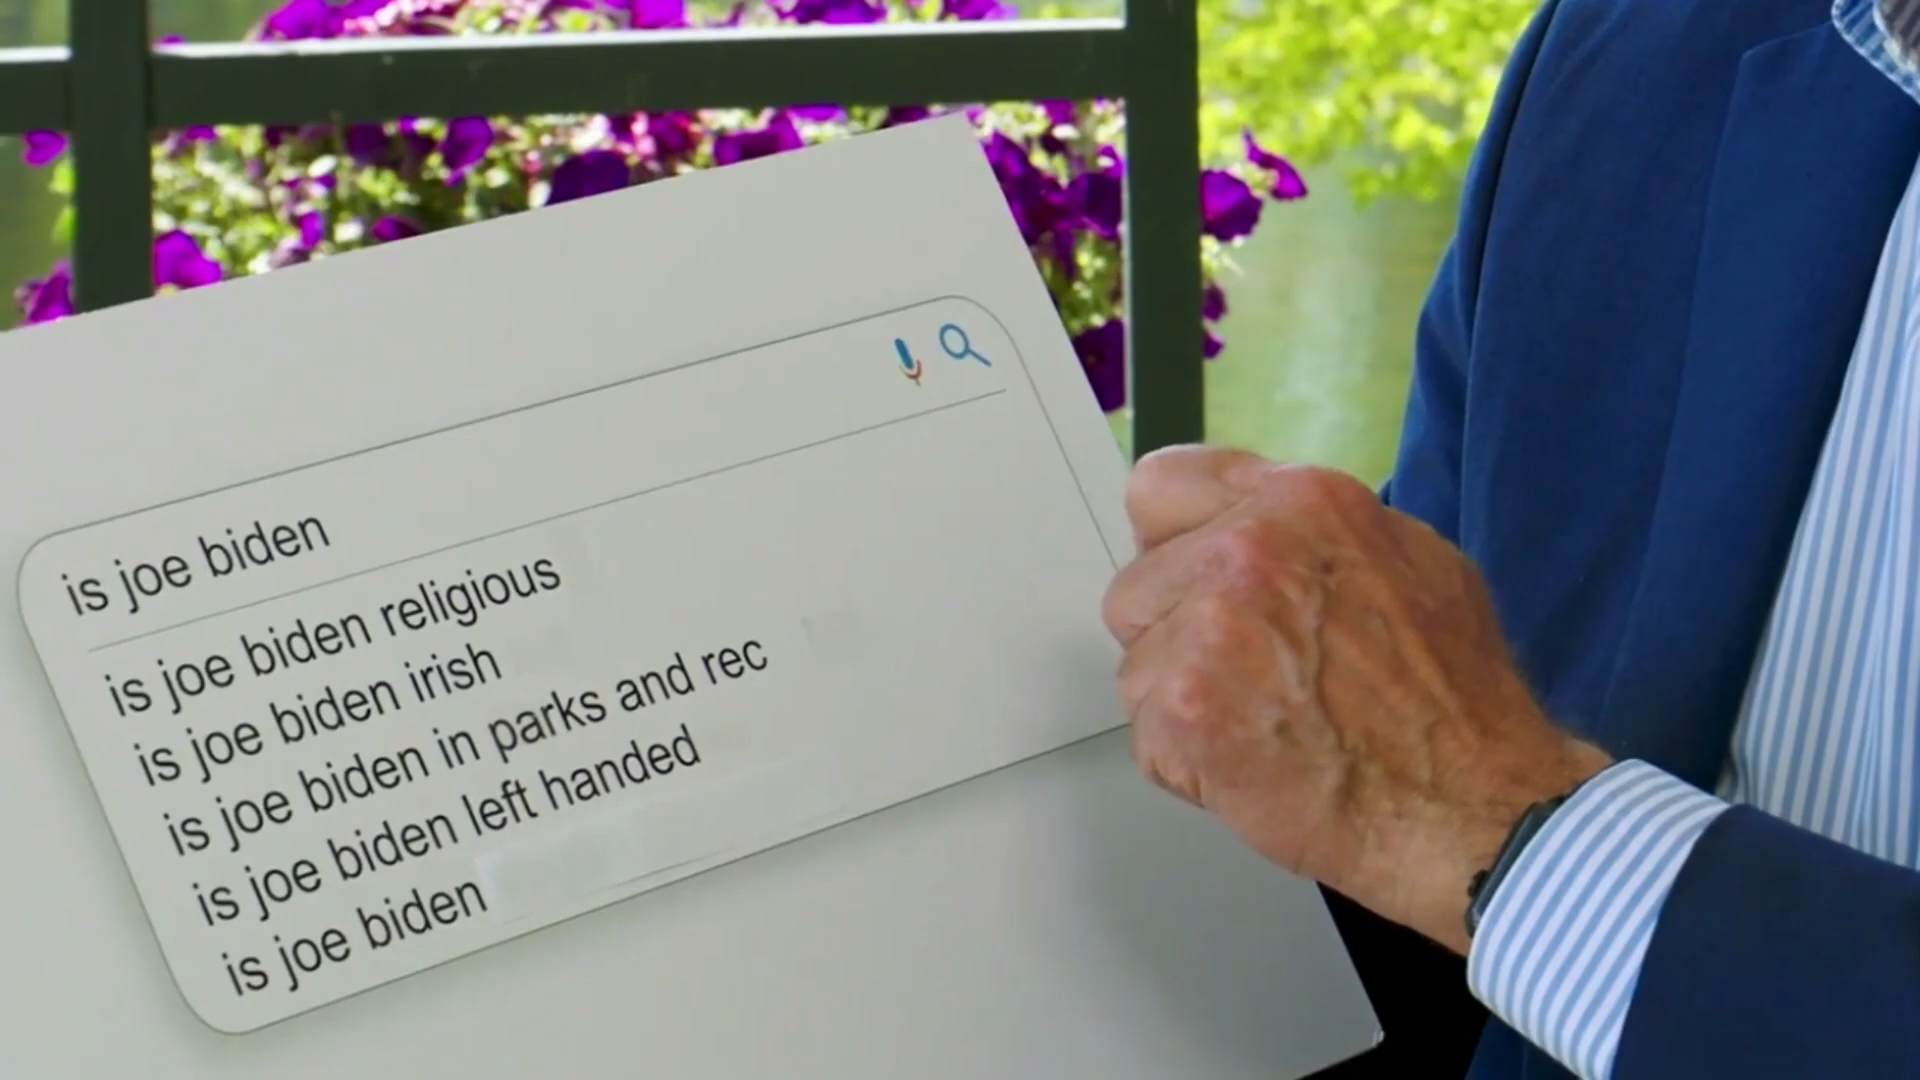 is joe biden
is joe biden religious
is joe biden irish
is joe biden in parks and rec
is joe biden left handed
is joe biden